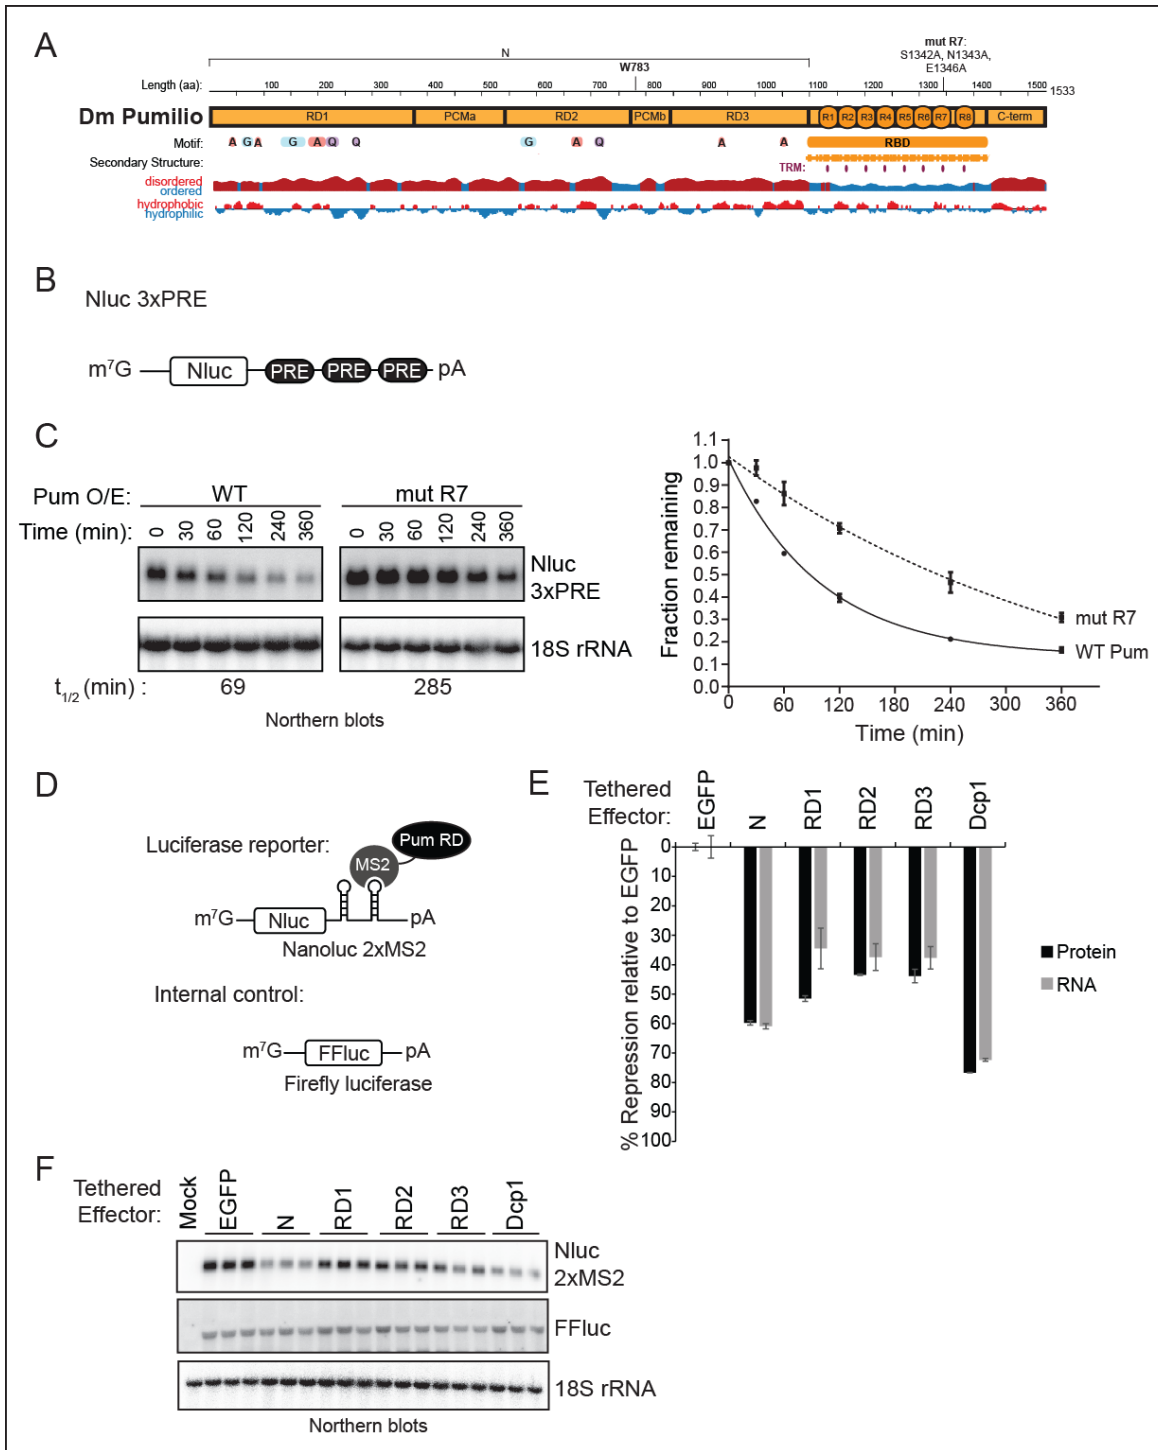 A
N
mut R7:
S1342A, N1343A,
E1346A
W783
Length (aa):
100 200 300 400 500 600 700 800 900 1000 1100 1200 1300 1400 1500
1533
Dm Pumilio
RD1 PCMa RD2 PCMb RD3 R1 R2 R3 R4 R5 R6 R7 R8 C-term
Motif:
A G A G A Q Q G A Q A A
RBD
Secondary Structure:
TRM:
disordered
ordered
hydrophobic
hydrophilic
B
Nluc 3xPRE
m⁷G Nluc PRE PRE PRE pA
C
Pum O/E: WT mut R7
Time (min): 0 30 60 120 240 360 0 30 60 120 240 360
Nluc
3xPRE
18S rRNA
t1/2 (min) : 69 285
Northern blots
Fraction remaining
1.1
1.0
0.9
0.8
0.7
0.6
0.5
0.4
0.3
0.2
0.1
0.0
mut R7
WT Pum
0 60 120 180 240 300 360
Time (min)
D
Luciferase reporter:
Pum RD
MS2
m⁷G Nluc pA
Nanoluc 2xMS2
Internal control:
m⁷G FFluc pA
Firefly luciferase
E
Tethered
Effector:
EGFP N RD1 RD2 RD3 Dcp1
% Repression relative to EGFP
0
10
20
30
40
50
60
70
80
90
100
Protein
RNA
F
Tethered
Effector:
Mock EGFP N RD1 RD2 RD3 Dcp1
Nluc
2xMS2
FFluc
18S rRNA
Northern blots